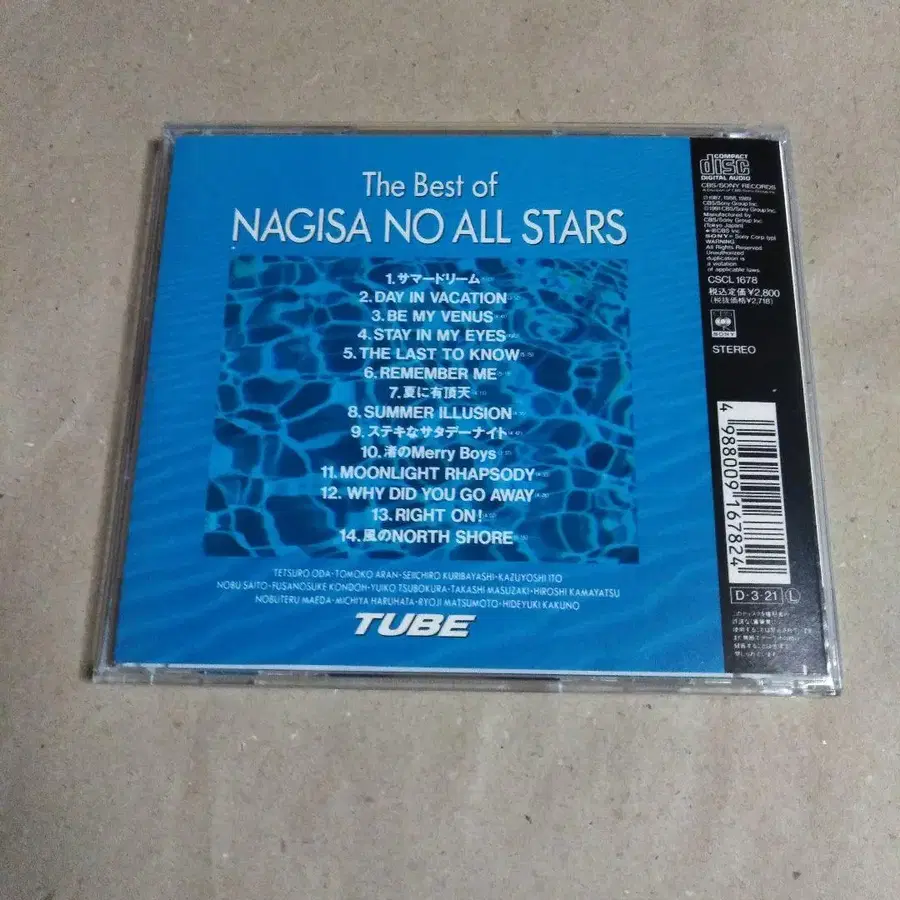 The Best of
NAGISA NO ALL STARS
1.サマードリーム
2.DAY IN VACATION
3.BE MY VENUS
4.STAY IN MY EYES
5.THE LAST TO KNOW
6.REMEMBER ME
7.夏に有頂天
8.SUMMER ILLUSION
9.ステキなサタデーナイト
10.渚のMerry Boys
11.MOONLIGHT RHAPSODY
12.WHY DID YOU GO AWAY
13.RIGHT ON!
14.風のNORTH SHORE
TETSURO ODA・TOMOKO ARAN・SEIICHIRO KURIBAYASHI・KAZUYOSHI ITO
NOBU SAITO・FUSANOSUKE KONDOH・YUIKO TSUBOKURA・TAKASHI MASUZAKI・HIROSHI KAMAYATSU
NOBUTERU MAEDA・MICHIYA HARUHATA・RYOJI MATSUMOTO・HIDEYUKI KAKUNO
TUBE
COMPACT
disc
DIGITAL AUDIO
CBS/SONY RECORDS
CBS/Sony Group Inc.
CBS/Sony Group Inc.
Manufactured by
CBS/Sony Group Inc.
(Tokyo Japan)
WARNING
All Rights Reserved.
Unauthorized
duplication is
a violation
of applicable laws.
CSCL 1678
税込定価¥2,800
(税抜価格¥2,718)
SONY
STEREO
4 988009 167824
D・3・21 L